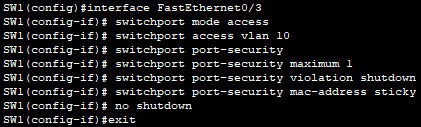 SW1(config)#interface FastEthernet0/3
SW1(config-if)# switchport mode access
SW1(config-if)# switchport access vlan 10
SW1(config-if)# switchport port-security
SW1(config-if)# switchport port-security maximum 1
SW1(config-if)# switchport port-security violation shutdown
SW1(config-if)# switchport port-security mac-address sticky
SW1(config-if)# no shutdown
SW1(config-if)#exit